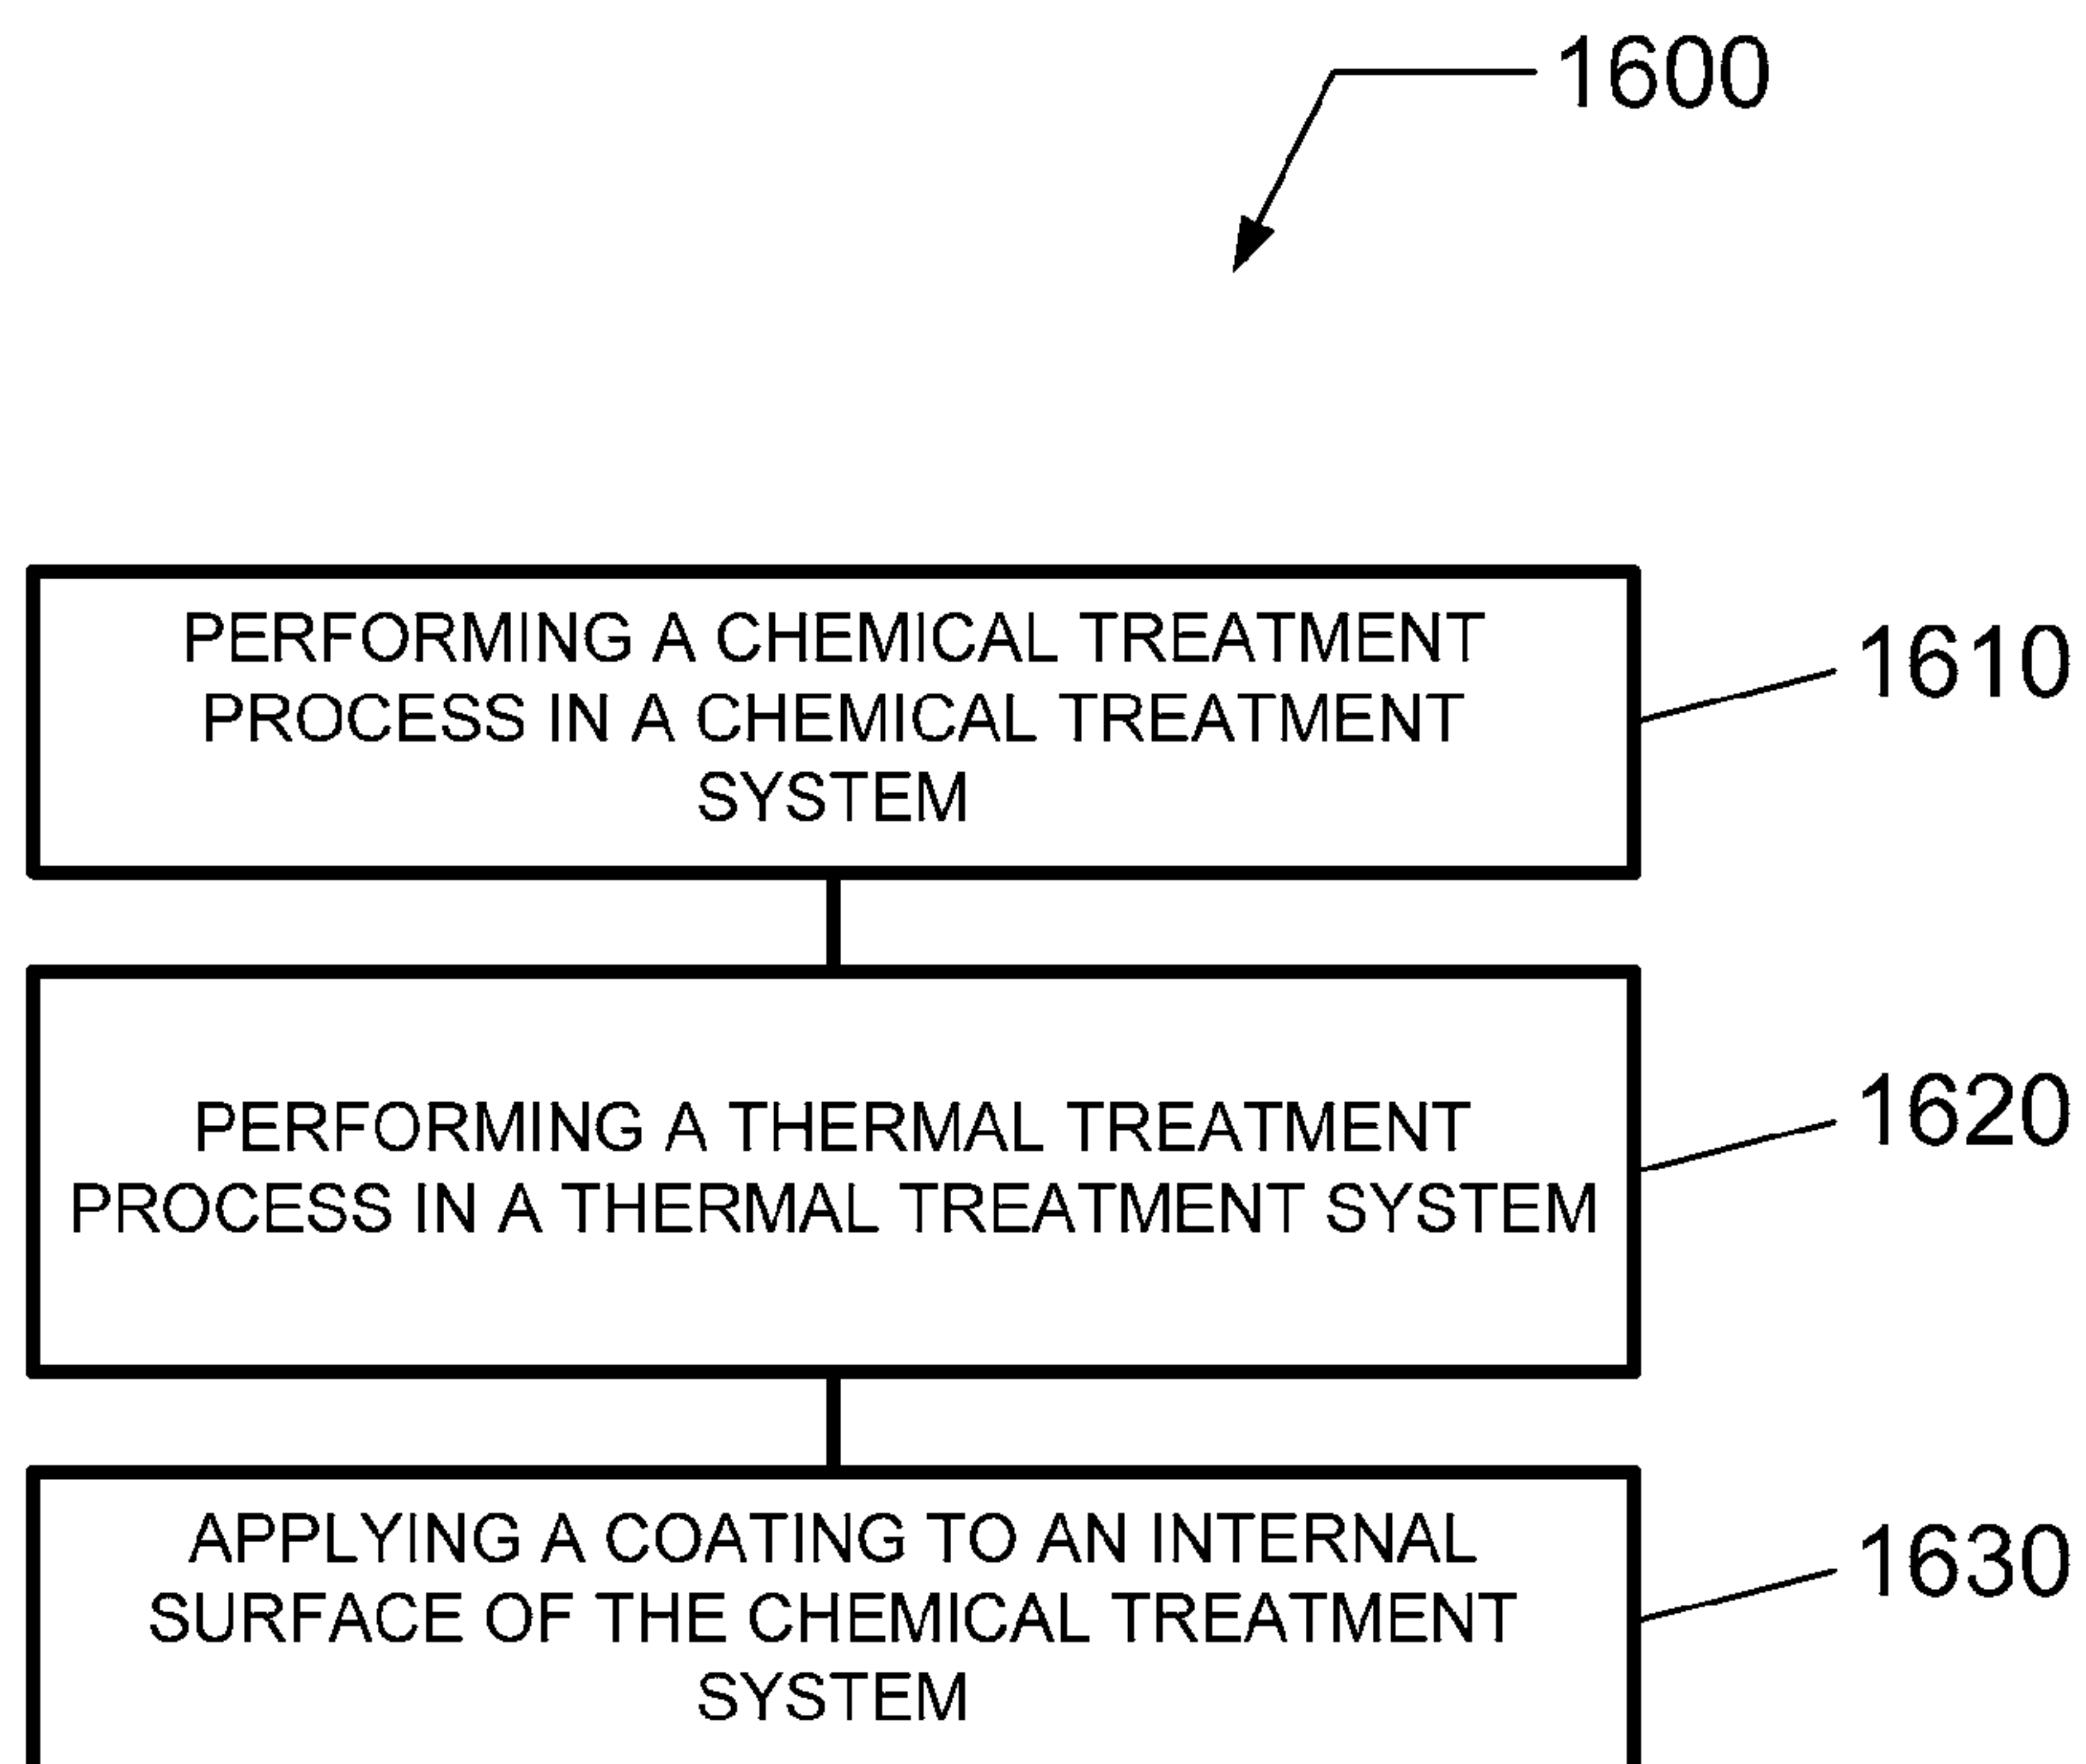 1600
PERFORMING A CHEMICAL TREATMENT
PROCESS IN A CHEMICAL TREATMENT
SYSTEM
1610
PERFORMING A THERMAL TREATMENT
PROCESS IN A THERMAL TREATMENT SYSTEM
1620
APPLYING A COATING TO AN INTERNAL
SURFACE OF THE CHEMICAL TREATMENT
SYSTEM
1630